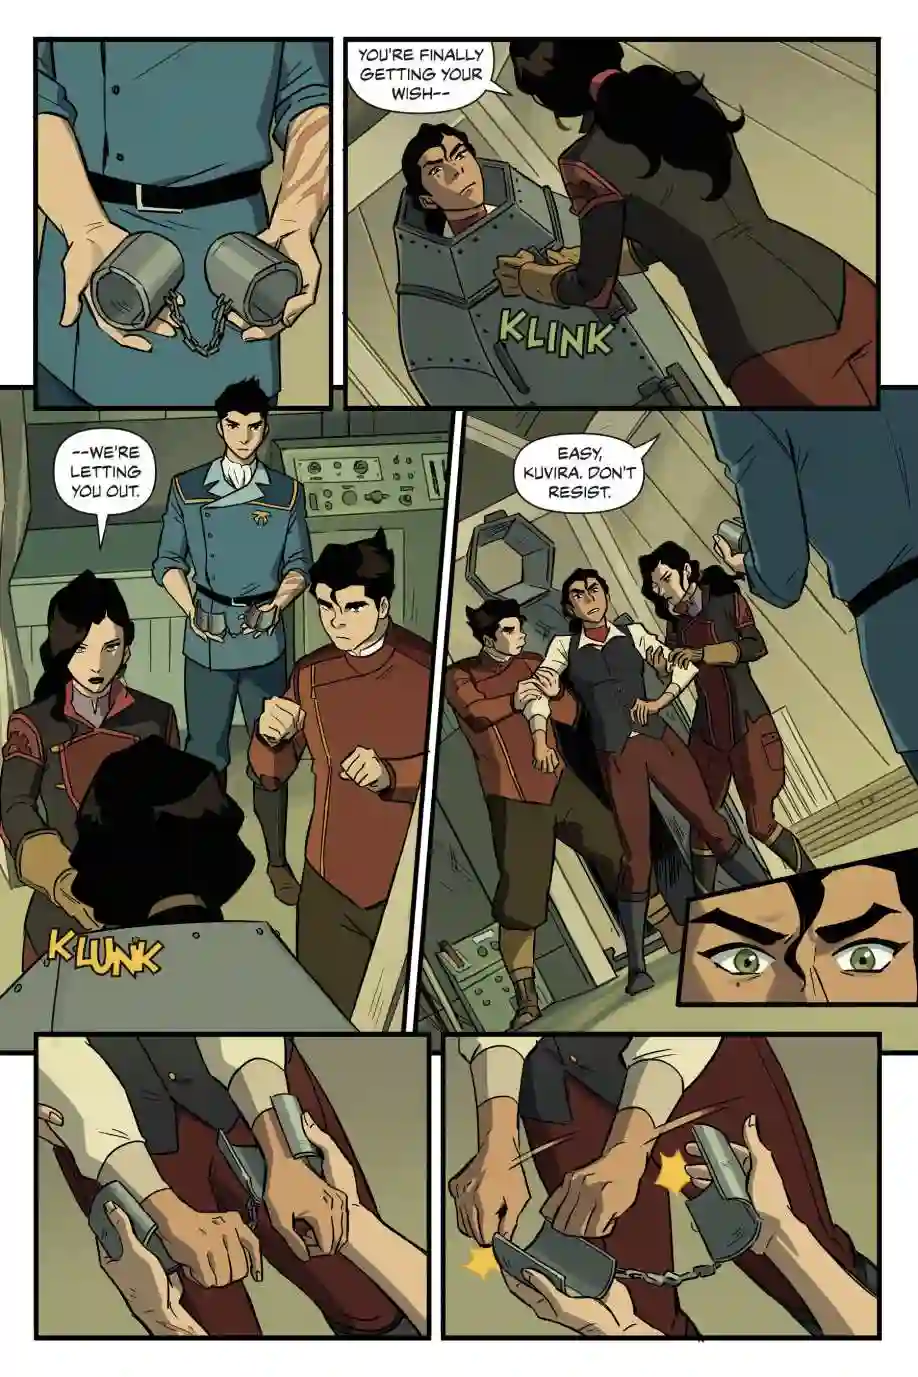 YOU'RE FINALLY
GETTING YOUR
WISH--
KLINK
--WE'RE
LETTING
YOU OUT.
EASY,
KUVIRA. DON'T
RESIST.
KLUNK